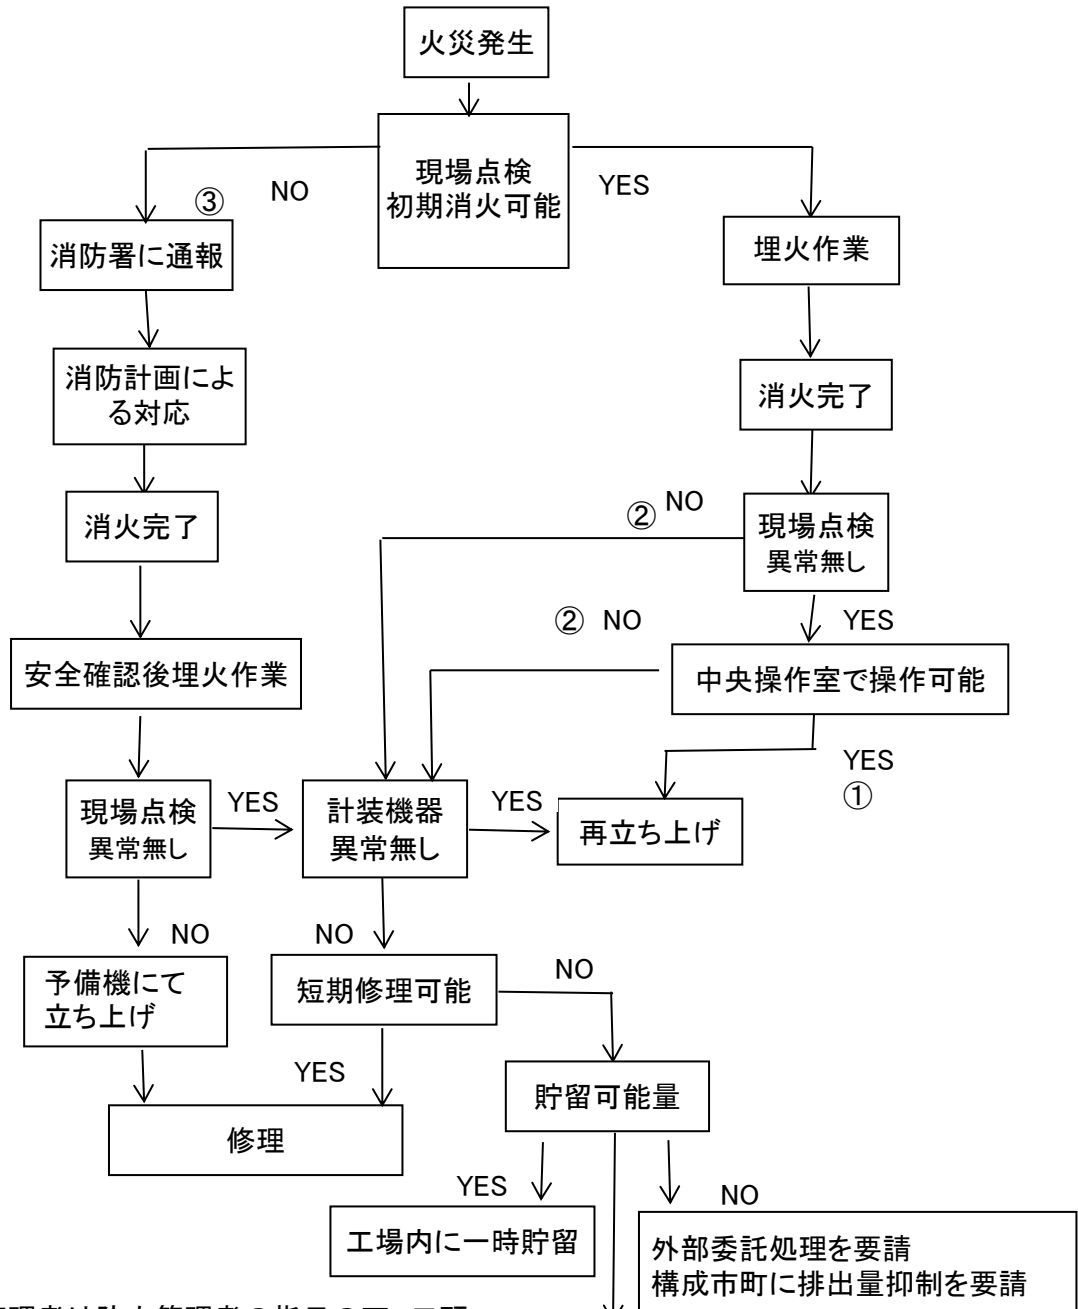 火災発生
現場点検
初期消火可能
NO
YES
③
消防署に通報
埋火作業
消防計画によ
る対応
消火完了
消火完了
NO
②
現場点検
異常無し
② NO
YES
安全確認後埋火作業
中央操作室で操作可能
YES
①
現場点検
異常無し
YES
計装機器
異常無し
YES
再立ち上げ
NO
NO
予備機にて
立ち上げ
短期修理可能
NO
YES
貯留可能量
修理
YES
NO
工場内に一時貯留
外部委託処理を要請
構成市町に排出量抑制を要請